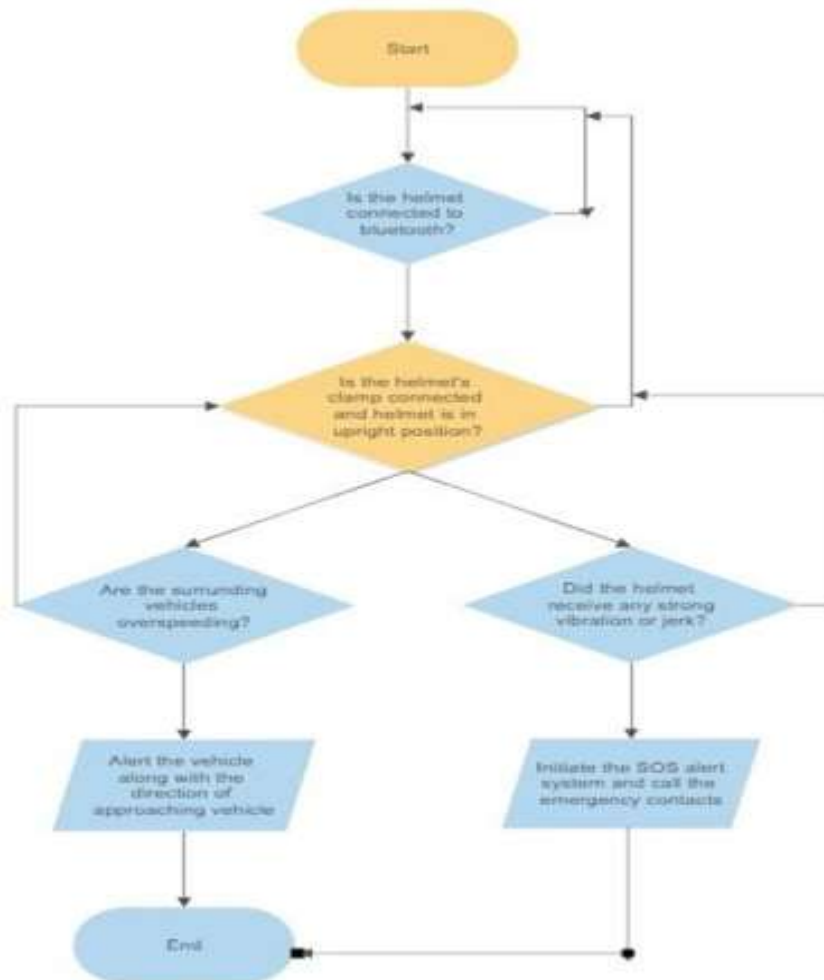 Start
Is the helmet
connected to
bluetooth?
Is the helmet's
clamp connected
and helmet is in
upright position?
Are the surrunding
vehicles
overspeeding?
Did the helmet
receive any strong
vibration or jerk?
Alert the vehicle
along with the
direction of
approaching vehicle
Initiate the SOS alert
system and call the
emergency contacts
End